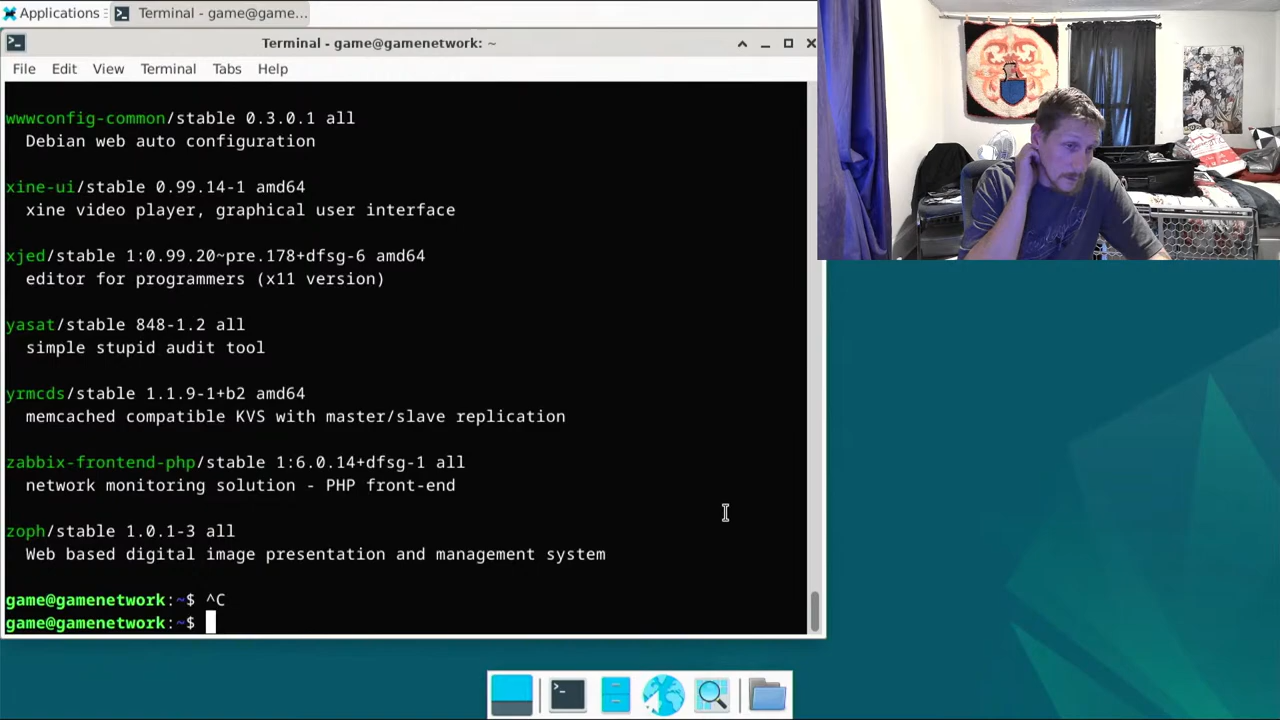 Applications
Terminal - game@game...
Terminal - game@gamenetwork: ~
File Edit View Terminal Tabs Help
wwwconfig-common/stable 0.3.0.1 all
Debian web auto configuration
xine-ui/stable 0.99.14-1 amd64
xine video player, graphical user interface
xjed/stable 1:0.99.20~pre.178+dfsg-6 amd64
editor for programmers (x11 version)
yasat/stable 848-1.2 all
simple stupid audit tool
yrmcds/stable 1.1.9-1+b2 amd64
memcached compatible KVS with master/slave replication
zabbix-frontend-php/stable 1:6.0.14+dfsg-1 all
network monitoring solution - PHP front-end
zoph/stable 1.0.1-3 all
Web based digital image presentation and management system
game@gamenetwork:~$ ^C
game@gamenetwork:~$